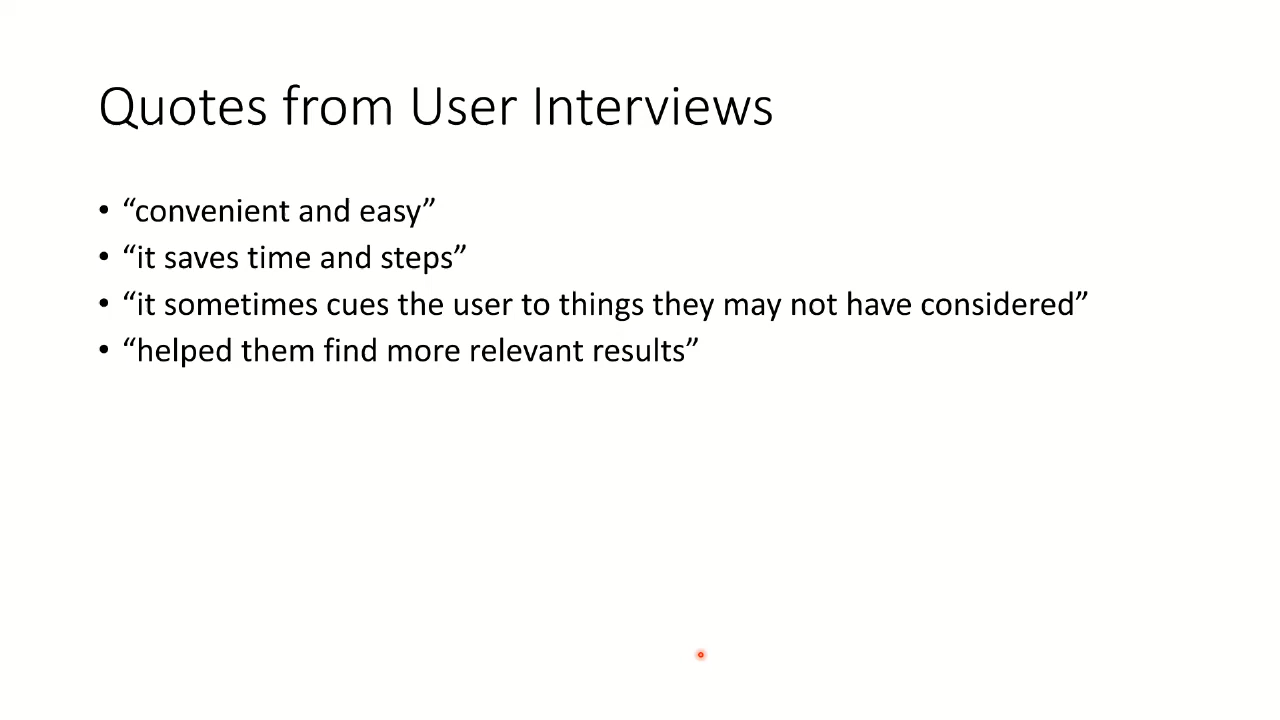 Quotes from User Interviews
• “convenient and easy”
• “it saves time and steps”
• “it sometimes cues the user to things they may not have considered”
• “helped them find more relevant results”